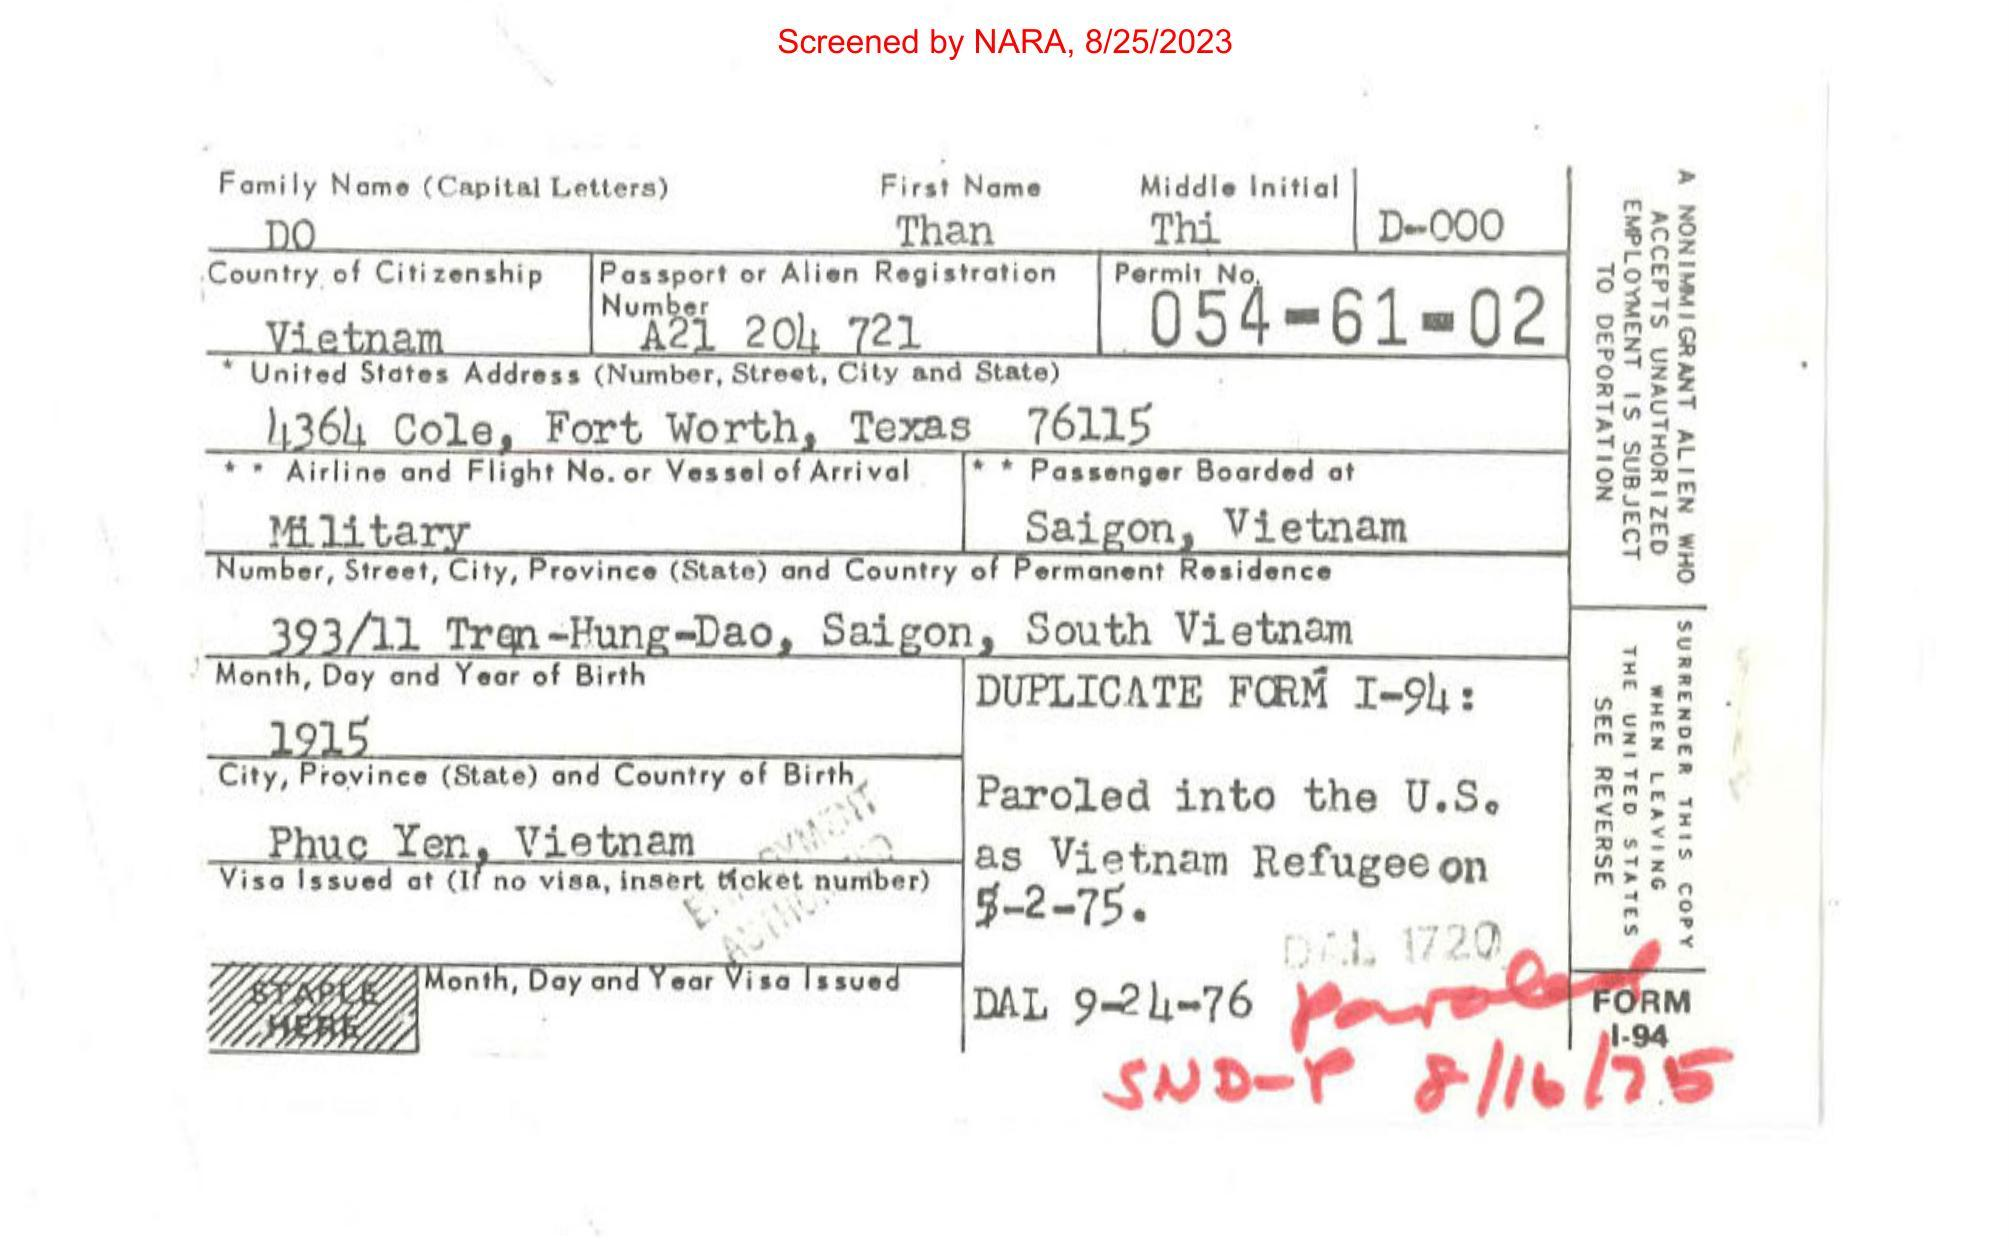 Screened by NARA, 8/25/2023
Family Name (Capital Letters) First Name Middle Initial
DO Than Thi D--000
Country of Citizenship Passport or Alien Registration Number Permit No.
Vietnam A21 204 721 054-61-02
* United States Address (Number, Street, City and State)
4364 Cole, Fort Worth, Texas 76115
* * Airline and Flight No. or Vessel of Arrival * * Passenger Boarded at
Military Saigon, Vietnam
Number, Street, City, Province (State) and Country of Permanent Residence
393/11 Tran-Hung-Dao, Saigon, South Vietnam
Month, Day and Year of Birth
1915
City, Province (State) and Country of Birth
Phuc Yen, Vietnam
Visa Issued at (If no visa, insert ticket number)
EMPLOYMENT
AUTHORIZED
STAPLE
HERE
Month, Day and Year Visa Issued
DUPLICATE FORM I-94:
Paroled into the U.S.
as Vietnam Refugee on
5-2-75.
DAL 1720
DAL 9-24-76
Paroled
SND-P 8/16/75
A NONIMMIGRANT ALIEN WHO
ACCEPTS UNAUTHORIZED
EMPLOYMENT IS SUBJECT
TO DEPORTATION
SURRENDER THIS COPY
WHEN LEAVING
THE UNITED STATES
SEE REVERSE
FORM
I-94